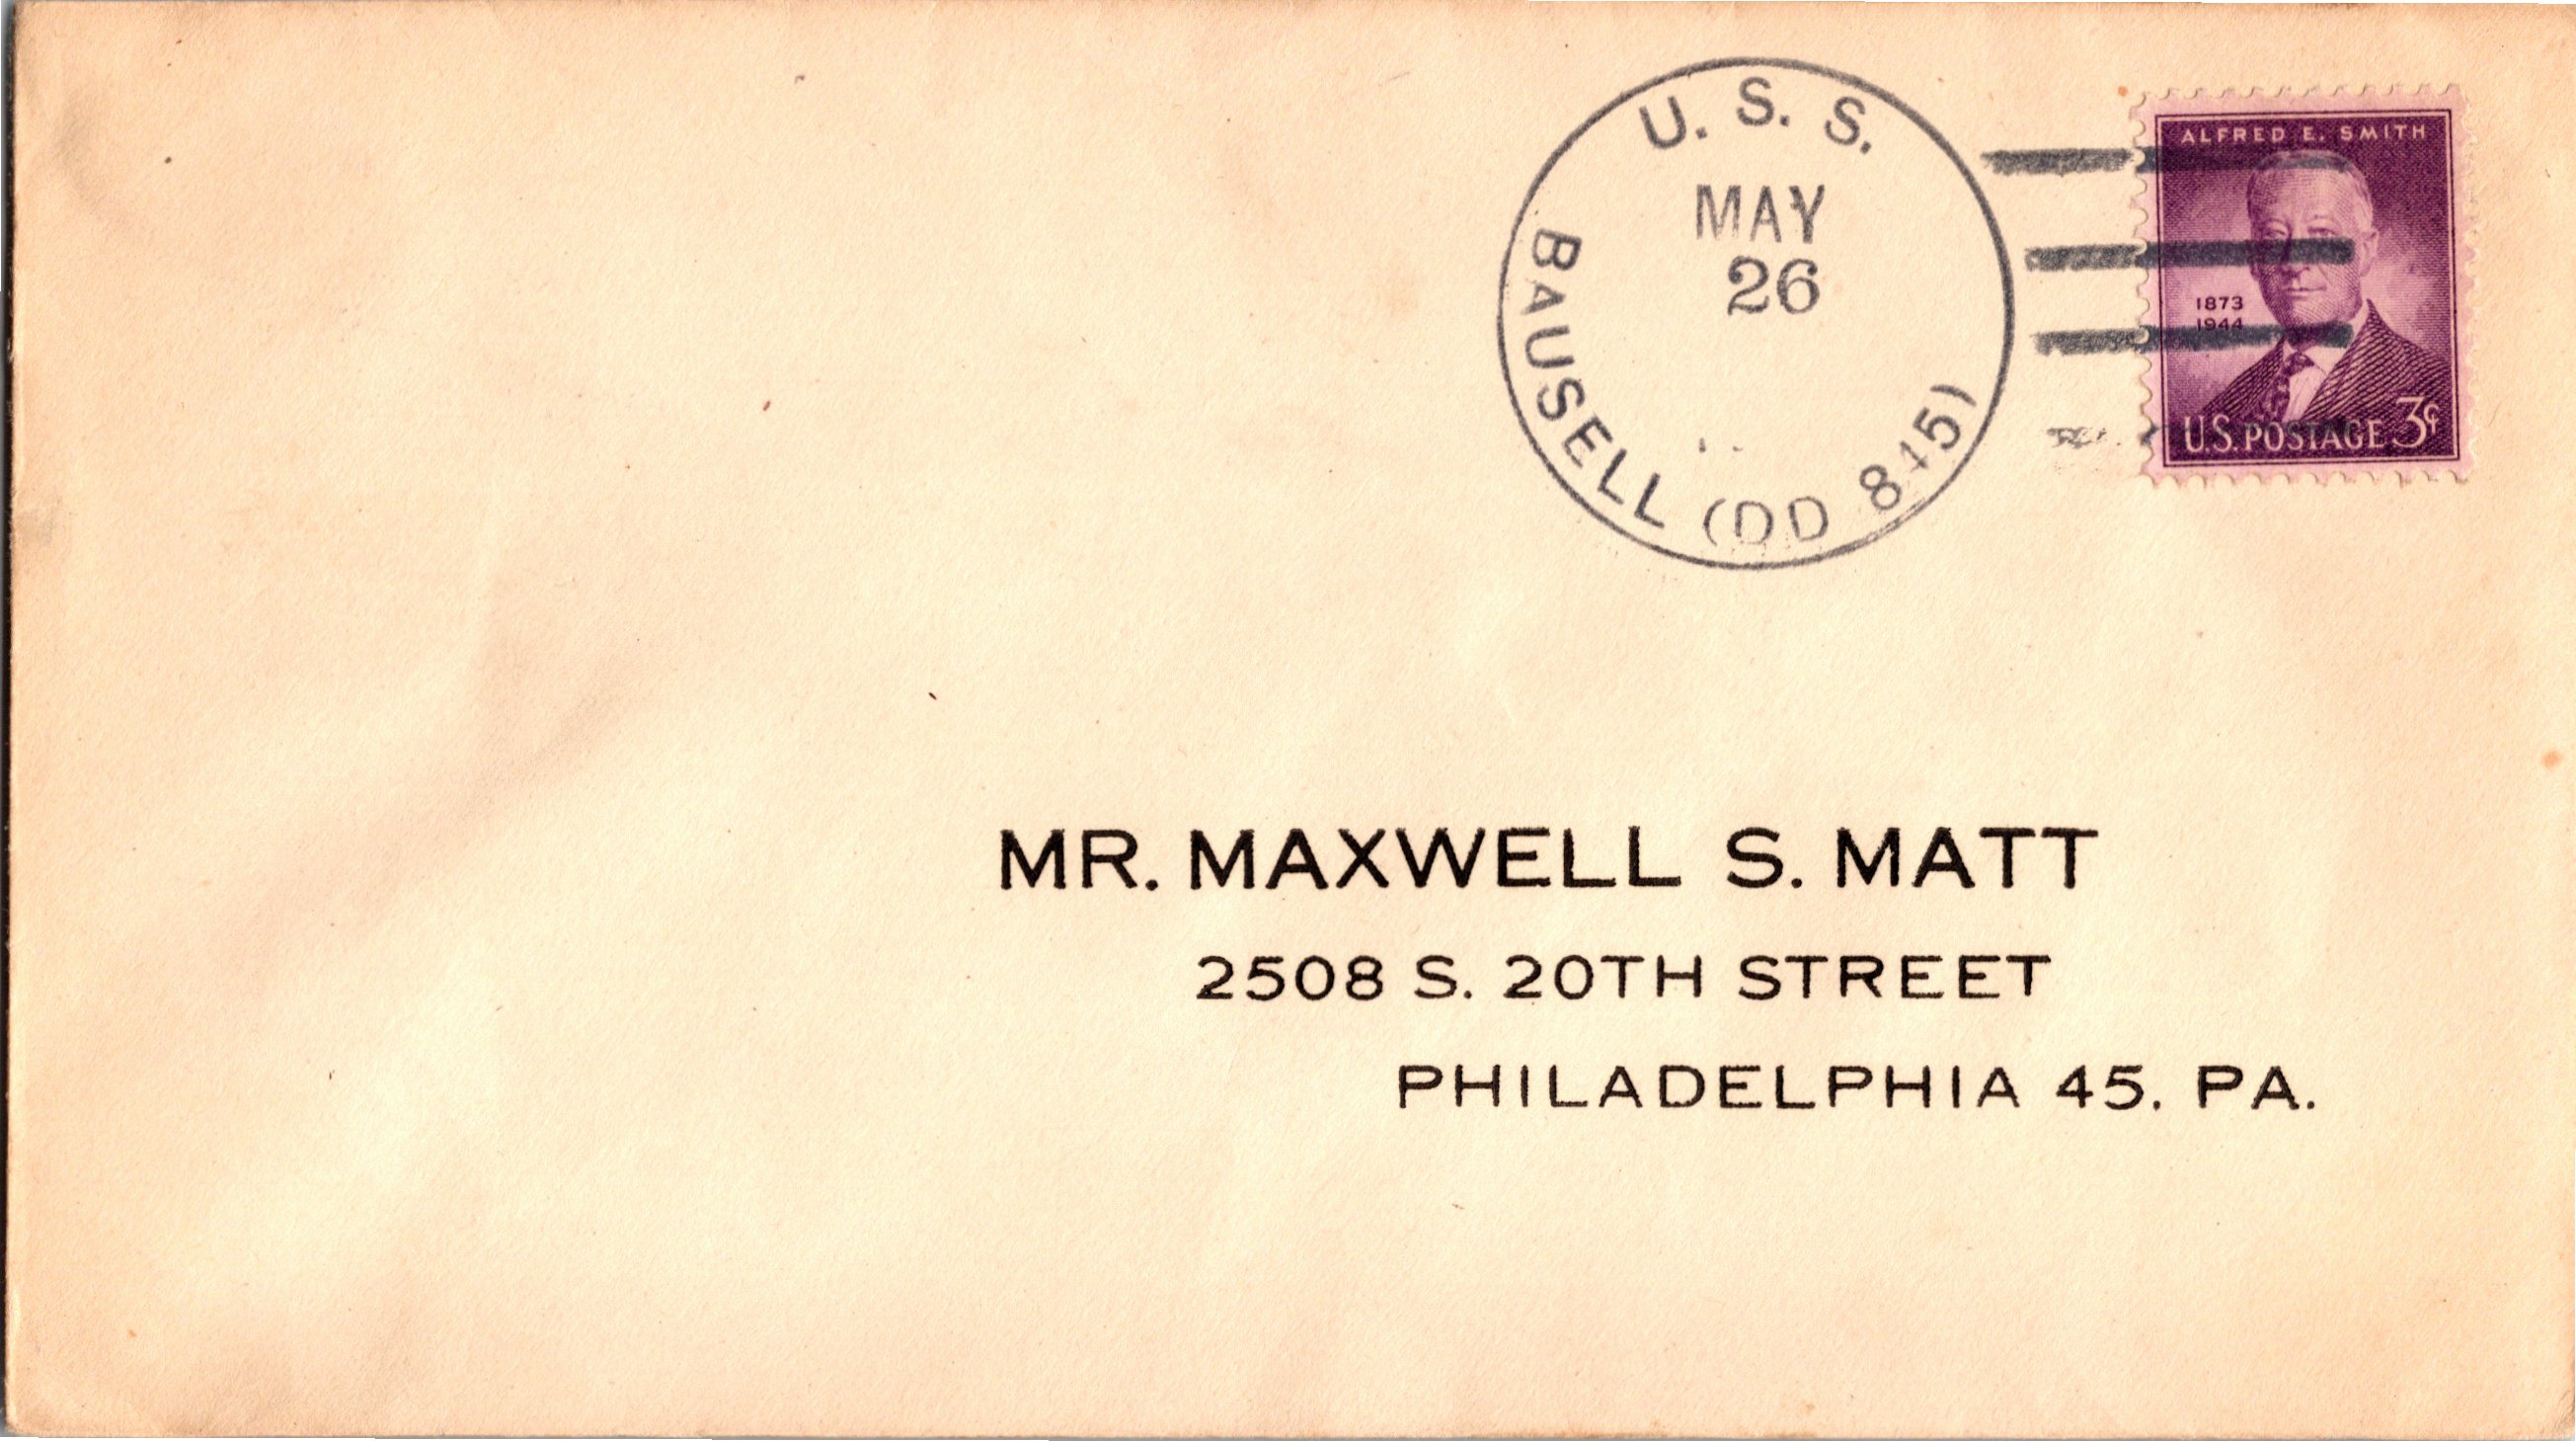 U. S. S.
MAY
26
BAUSELL (DD 845)
ALFRED E. SMITH
1873
1944
U.S. POSTAGE 3¢
MR. MAXWELL S. MATT
2508 S. 20TH STREET
PHILADELPHIA 45, PA.